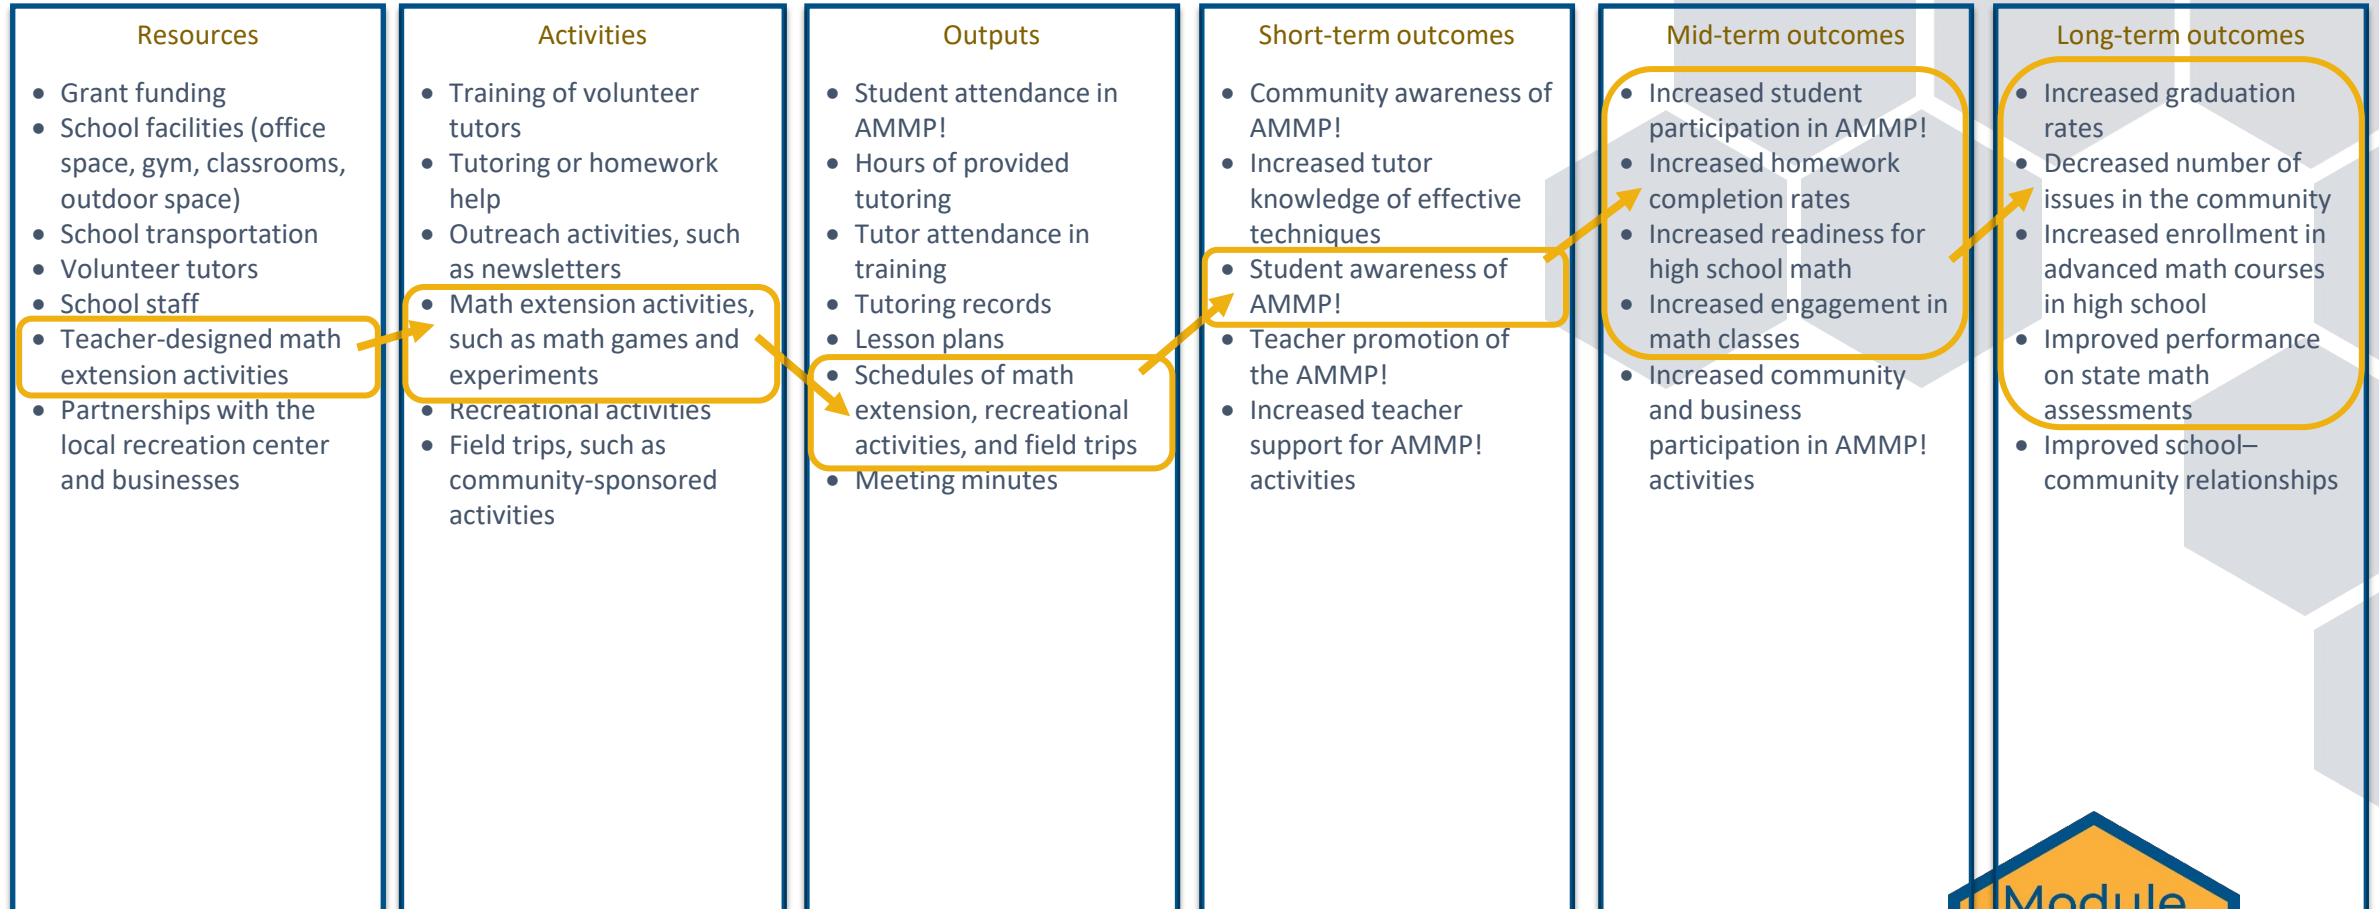 Resources
• Grant funding
• School facilities (office
space, gym, classrooms,
outdoor space)
• School transportation
• Volunteer tutors
• School staff
• Teacher-designed math
extension activities
• Partnerships with the
local recreation center
and businesses
Activities
• Training of volunteer
tutors
• Tutoring or homework
help
• Outreach activities, such
as newsletters
• Math extension activities,
such as math games and
experiments
• Recreational activities
• Field trips, such as
community-sponsored
activities
Outputs
• Student attendance in
AMMP!
• Hours of provided
tutoring
• Tutor attendance in
training
• Tutoring records
• Lesson plans
• Schedules of math
extension, recreational
activities, and field trips
• Meeting minutes
Short-term outcomes
• Community awareness of
AMMP!
• Increased tutor
knowledge of effective
techniques
• Student awareness of
AMMP!
• Teacher promotion of
the AMMP!
• Increased teacher
support for AMMP!
activities
Mid-term outcomes
• Increased student
participation in AMMP!
• Increased homework
completion rates
• Increased readiness for
high school math
• Increased engagement in
math classes
• Increased community
and business
participation in AMMP!
activities
Long-term outcomes
• Increased graduation
rates
• Decreased number of
issues in the community
• Increased enrollment in
advanced math courses
in high school
• Improved performance
on state math
assessments
• Improved school–
community relationships
Module